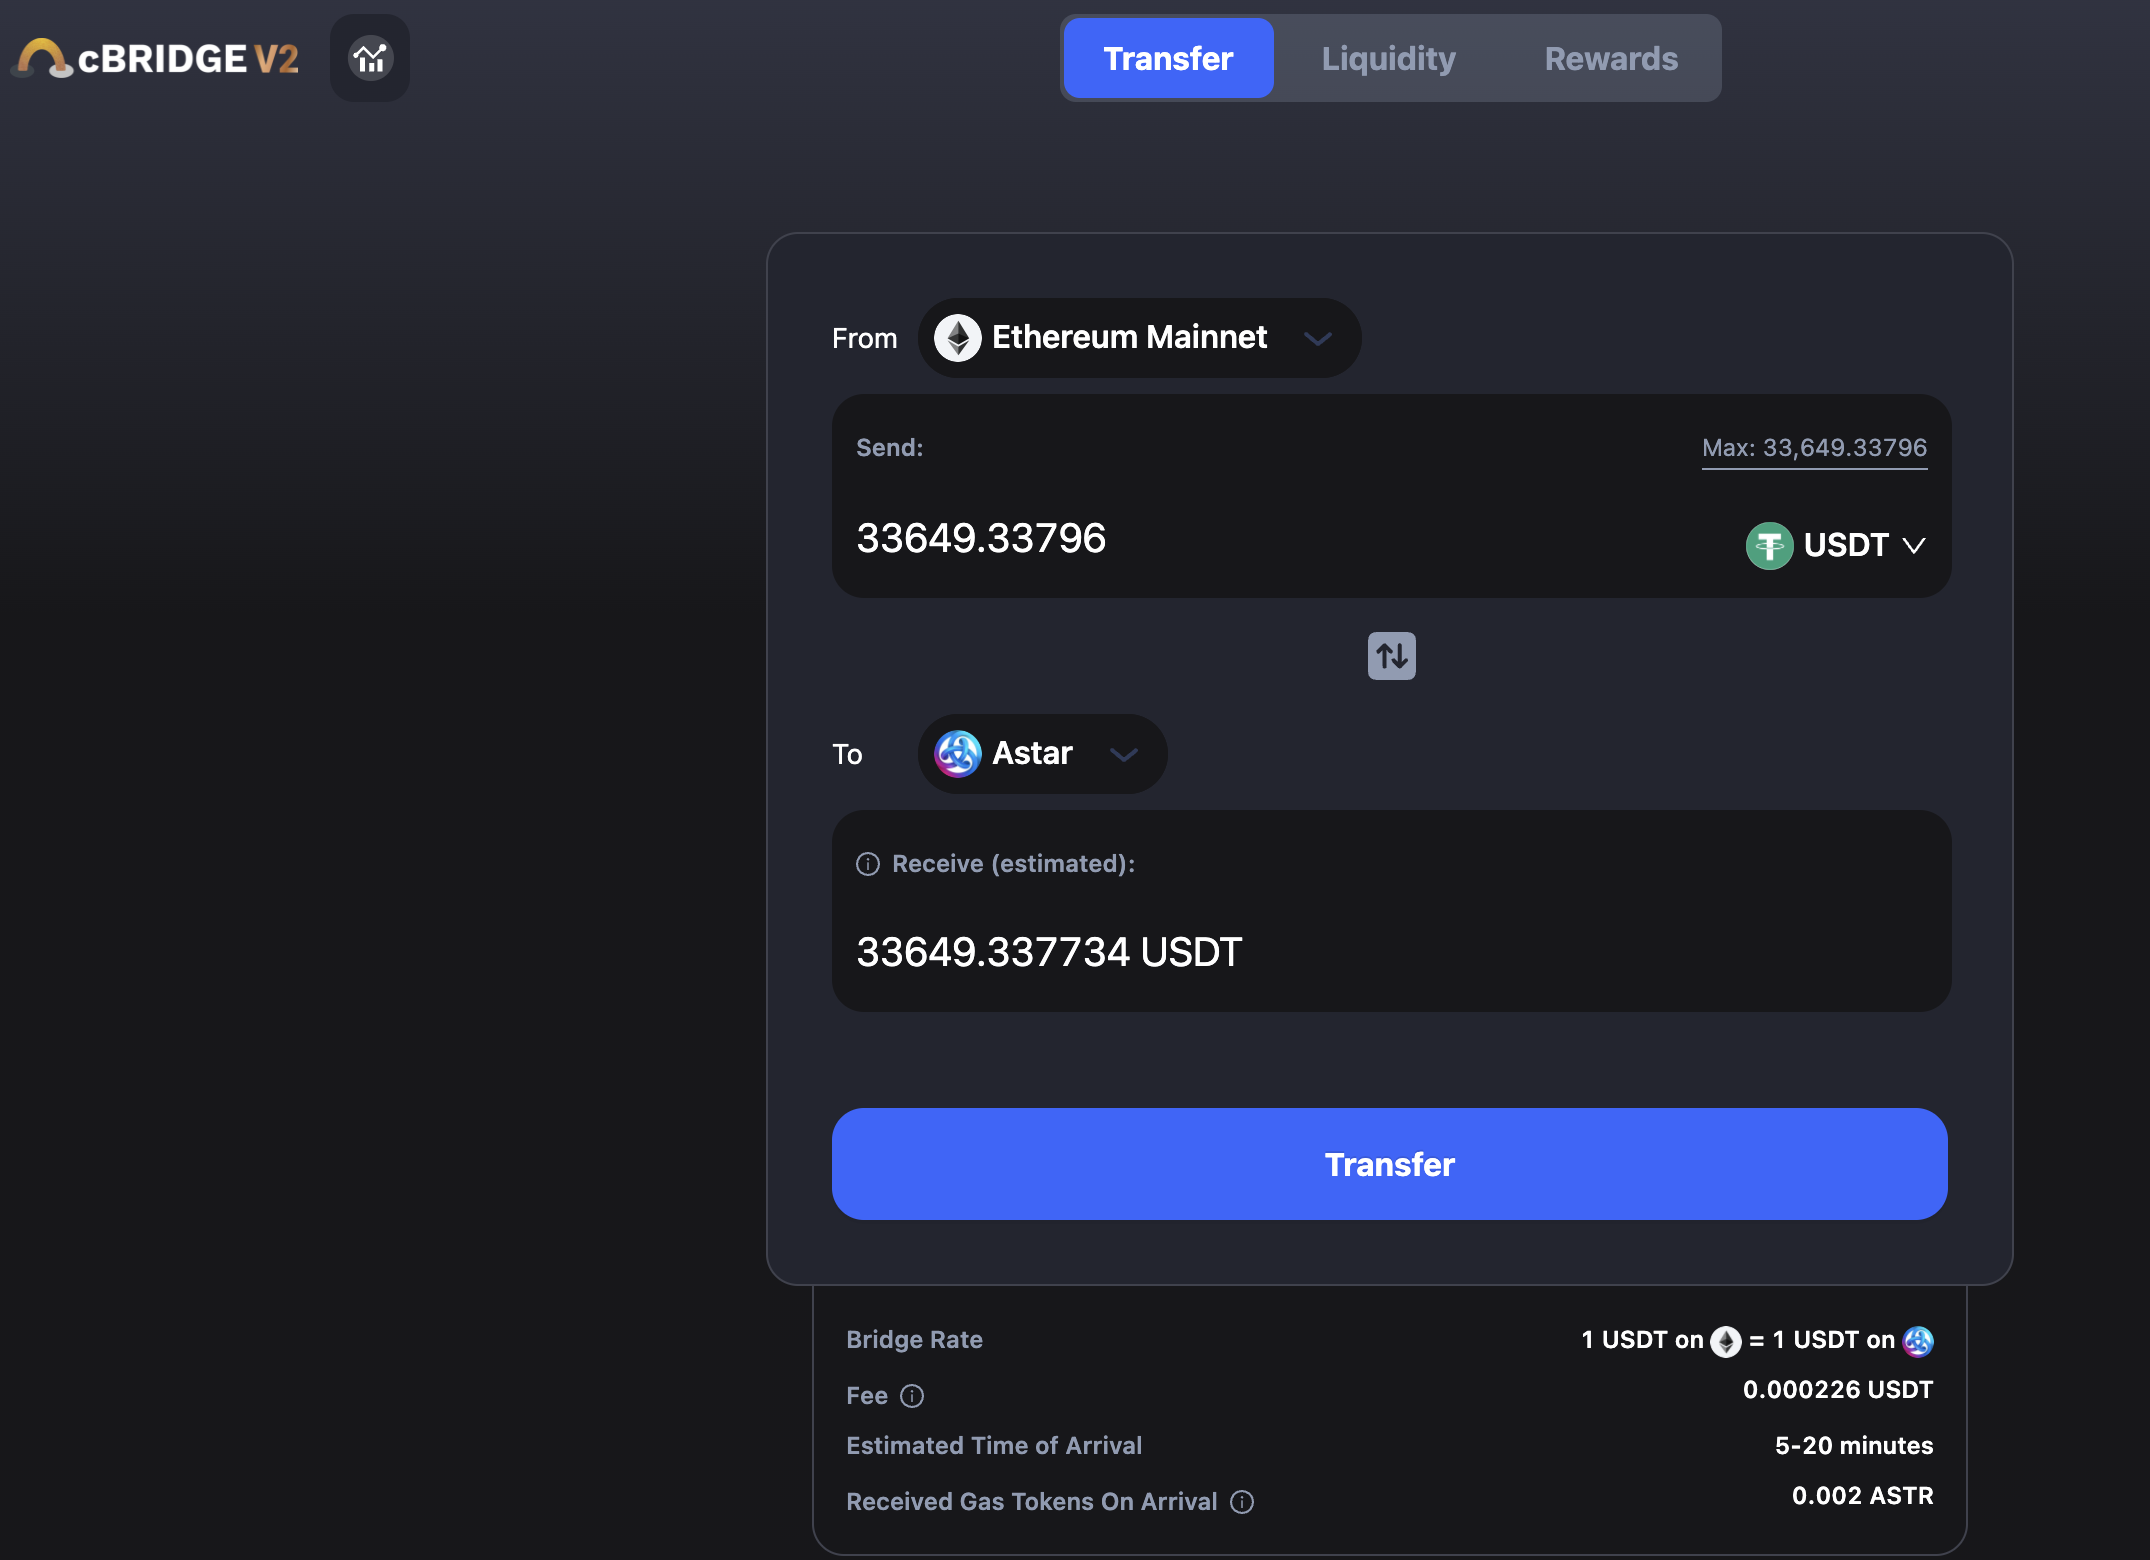 cBRIDGE V2
Transfer Liquidity Rewards
From Ethereum Mainnet
Send: Max: 33,649.33796
33649.33796 USDT
To Astar
Receive (estimated):
33649.337734 USDT
Transfer
Bridge Rate 1 USDT on = 1 USDT on
Fee 0.000226 USDT
Estimated Time of Arrival 5-20 minutes
Received Gas Tokens On Arrival 0.002 ASTR